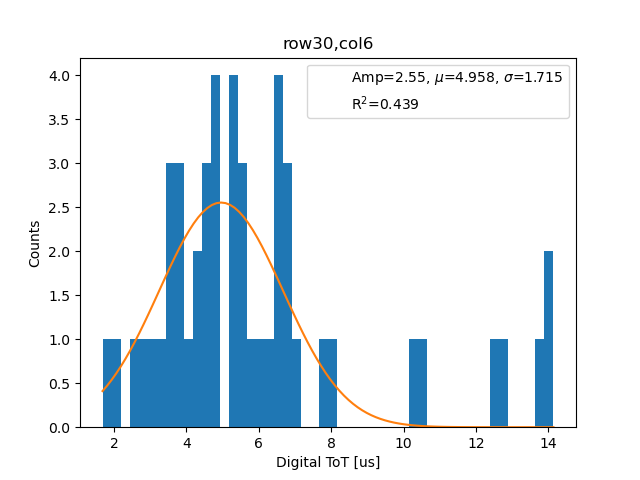 row30,col6
Amp=2.55, μ=4.958, σ=1.715
R²=0.439
4.0
3.5
3.0
2.5
2.0
1.5
1.0
0.5
0.0
Counts
2 4 6 8 10 12 14
Digital ToT [us]